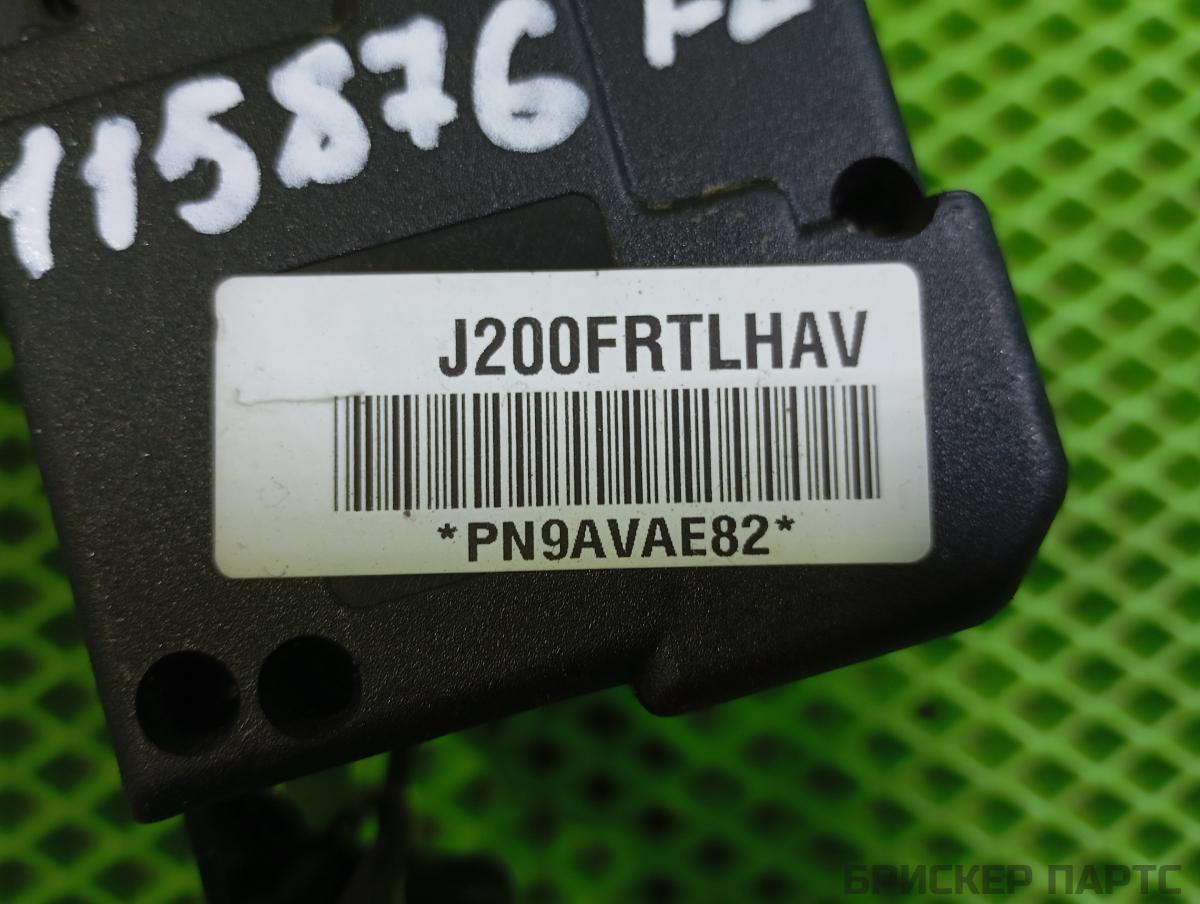 115876 FL
J200FRTLHAV
*PN9AVAE82*
БРИСКЕР ПАРТС